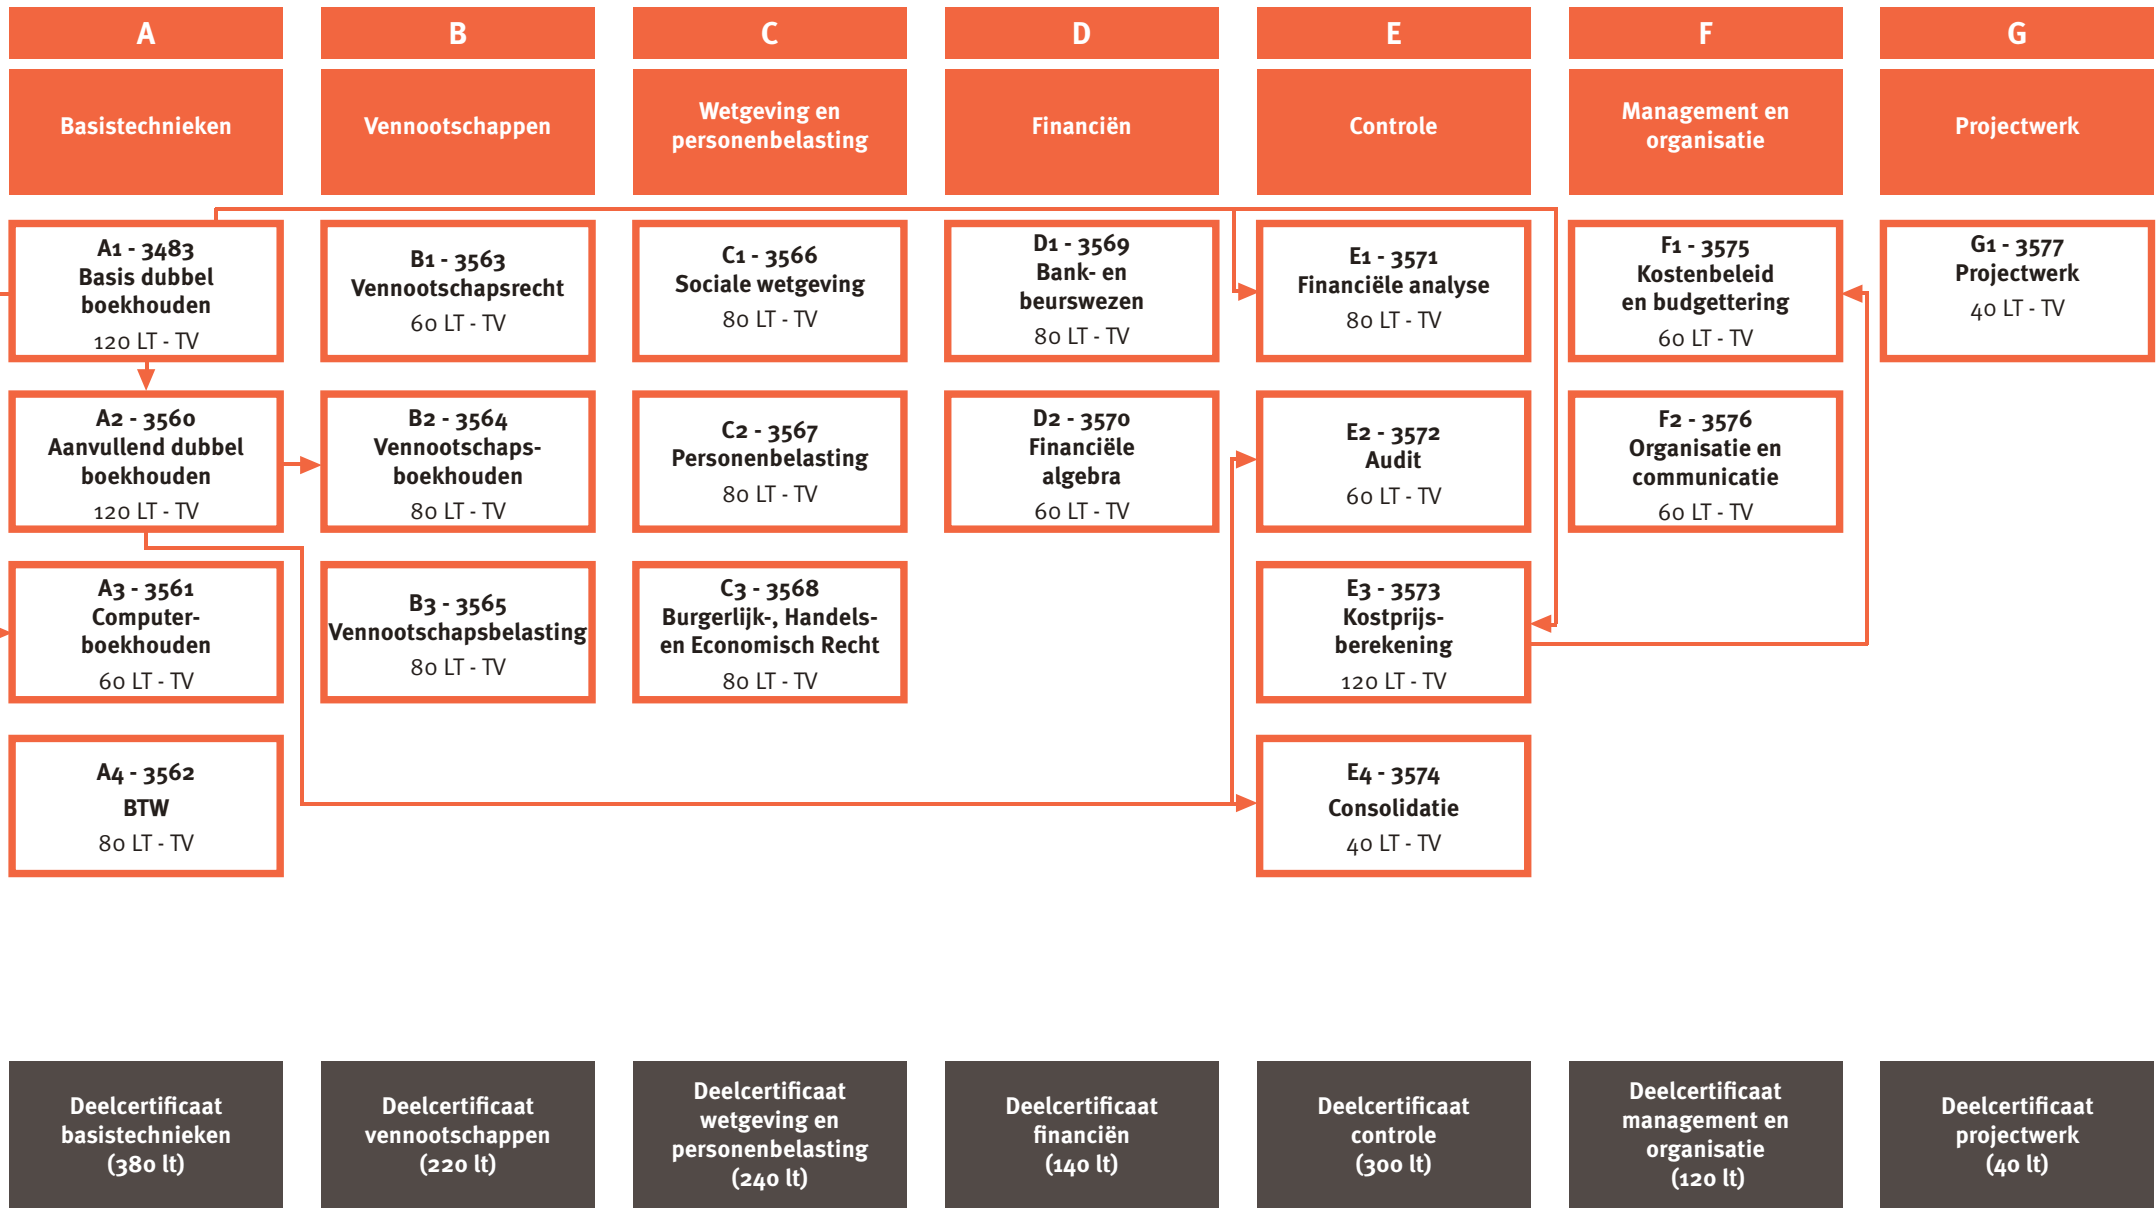 A
B
C
D
E
F
G
Basistechnieken
Vennootschappen
Wetgeving en
personenbelasting
Financiën
Controle
Management en
organisatie
Projectwerk
A1 - 3483
Basis dubbel
boekhouden
120 LT - TV
B1 - 3563
Vennootschapsrecht
60 LT - TV
C1 - 3566
Sociale wetgeving
80 LT - TV
D1 - 3569
Bank- en
beurswezen
80 LT - TV
E1 - 3571
Financiële analyse
80 LT - TV
F1 - 3575
Kostenbeleid
en budgettering
60 LT - TV
G1 - 3577
Projectwerk
40 LT - TV
A2 - 3560
Aanvullend dubbel
boekhouden
120 LT - TV
B2 - 3564
Vennootschaps-
boekhouden
80 LT - TV
C2 - 3567
Personenbelasting
80 LT - TV
D2 - 3570
Financiële
algebra
60 LT - TV
E2 - 3572
Audit
60 LT - TV
F2 - 3576
Organisatie en
communicatie
60 LT - TV
A3 - 3561
Computer-
boekhouden
60 LT - TV
B3 - 3565
Vennootschapsbelasting
80 LT - TV
C3 - 3568
Burgerlijk-, Handels-
en Economisch Recht
80 LT - TV
E3 - 3573
Kostprijs-
berekening
120 LT - TV
A4 - 3562
BTW
80 LT - TV
E4 - 3574
Consolidatie
40 LT - TV
Deelcertificaat
basistechnieken
(380 lt)
Deelcertificaat
vennootschappen
(220 lt)
Deelcertificaat
wetgeving en
personenbelasting
(240 lt)
Deelcertificaat
financiën
(140 lt)
Deelcertificaat
controle
(300 lt)
Deelcertificaat
management en
organisatie
(120 lt)
Deelcertificaat
projectwerk
(40 lt)